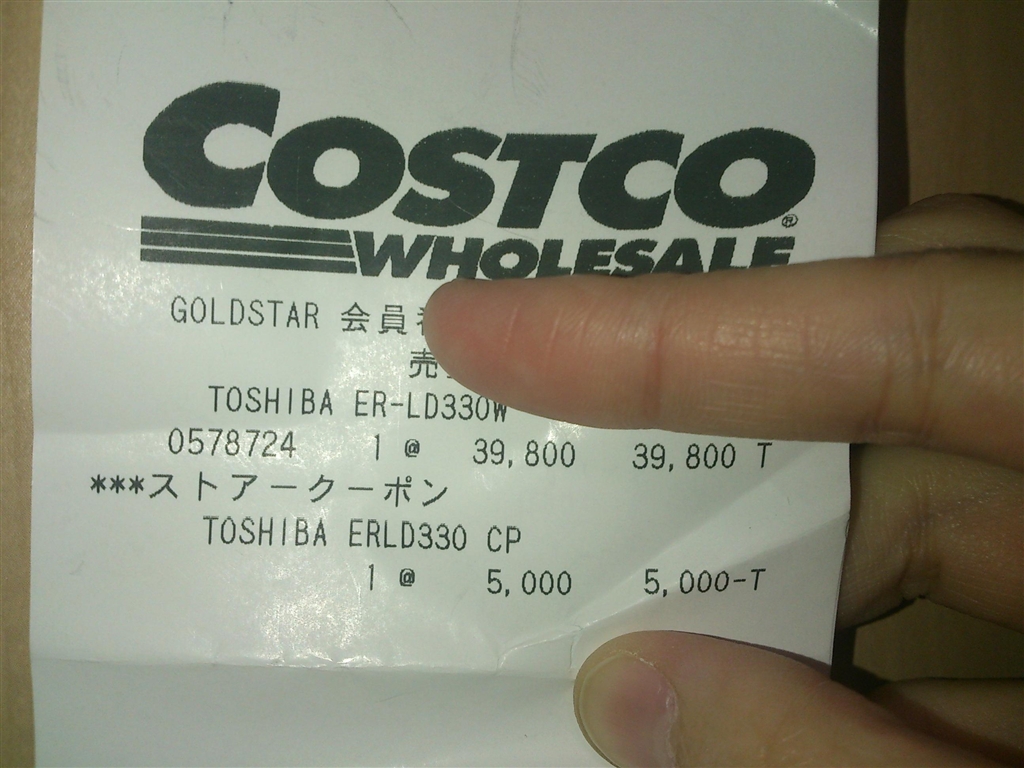 COSTCO®
WHOLESALE
GOLDSTAR 会員
売
TOSHIBA ER-LD330W
0578724 1 @ 39,800 39,800 T
***ストアークーポン
TOSHIBA ERLD330 CP
1 @ 5,000 5,000-T